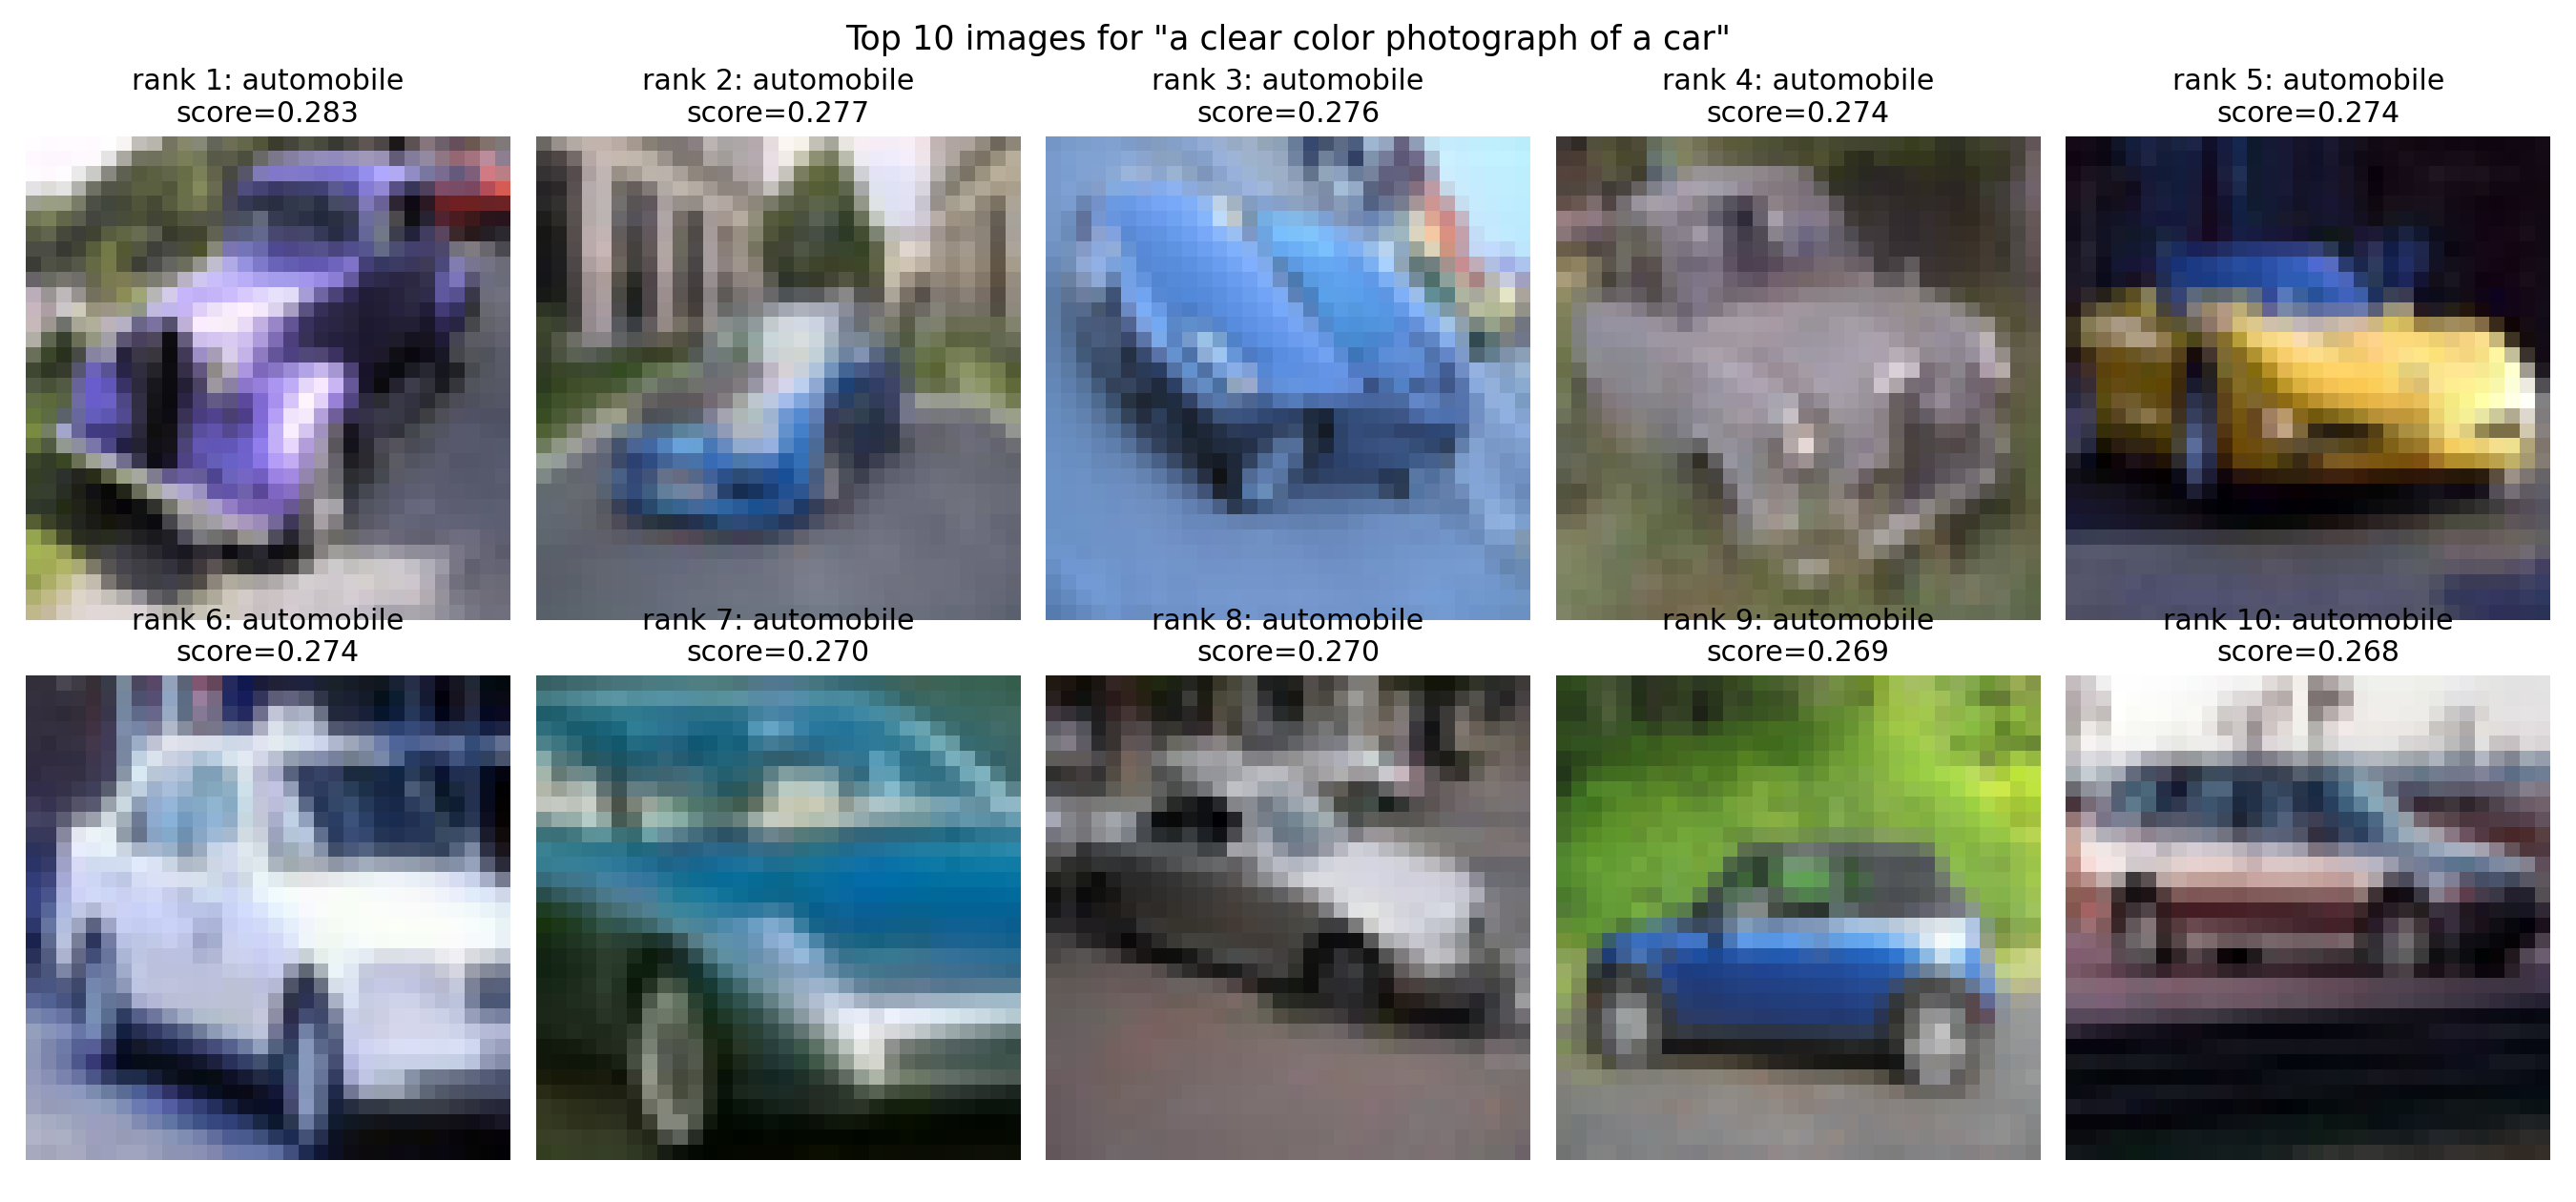 Top 10 images for "a clear color photograph of a car"
rank 1: automobile
score=0.283
rank 2: automobile
score=0.277
rank 3: automobile
score=0.276
rank 4: automobile
score=0.274
rank 5: automobile
score=0.274
rank 6: automobile
score=0.274
rank 7: automobile
score=0.270
rank 8: automobile
score=0.270
rank 9: automobile
score=0.269
rank 10: automobile
score=0.268